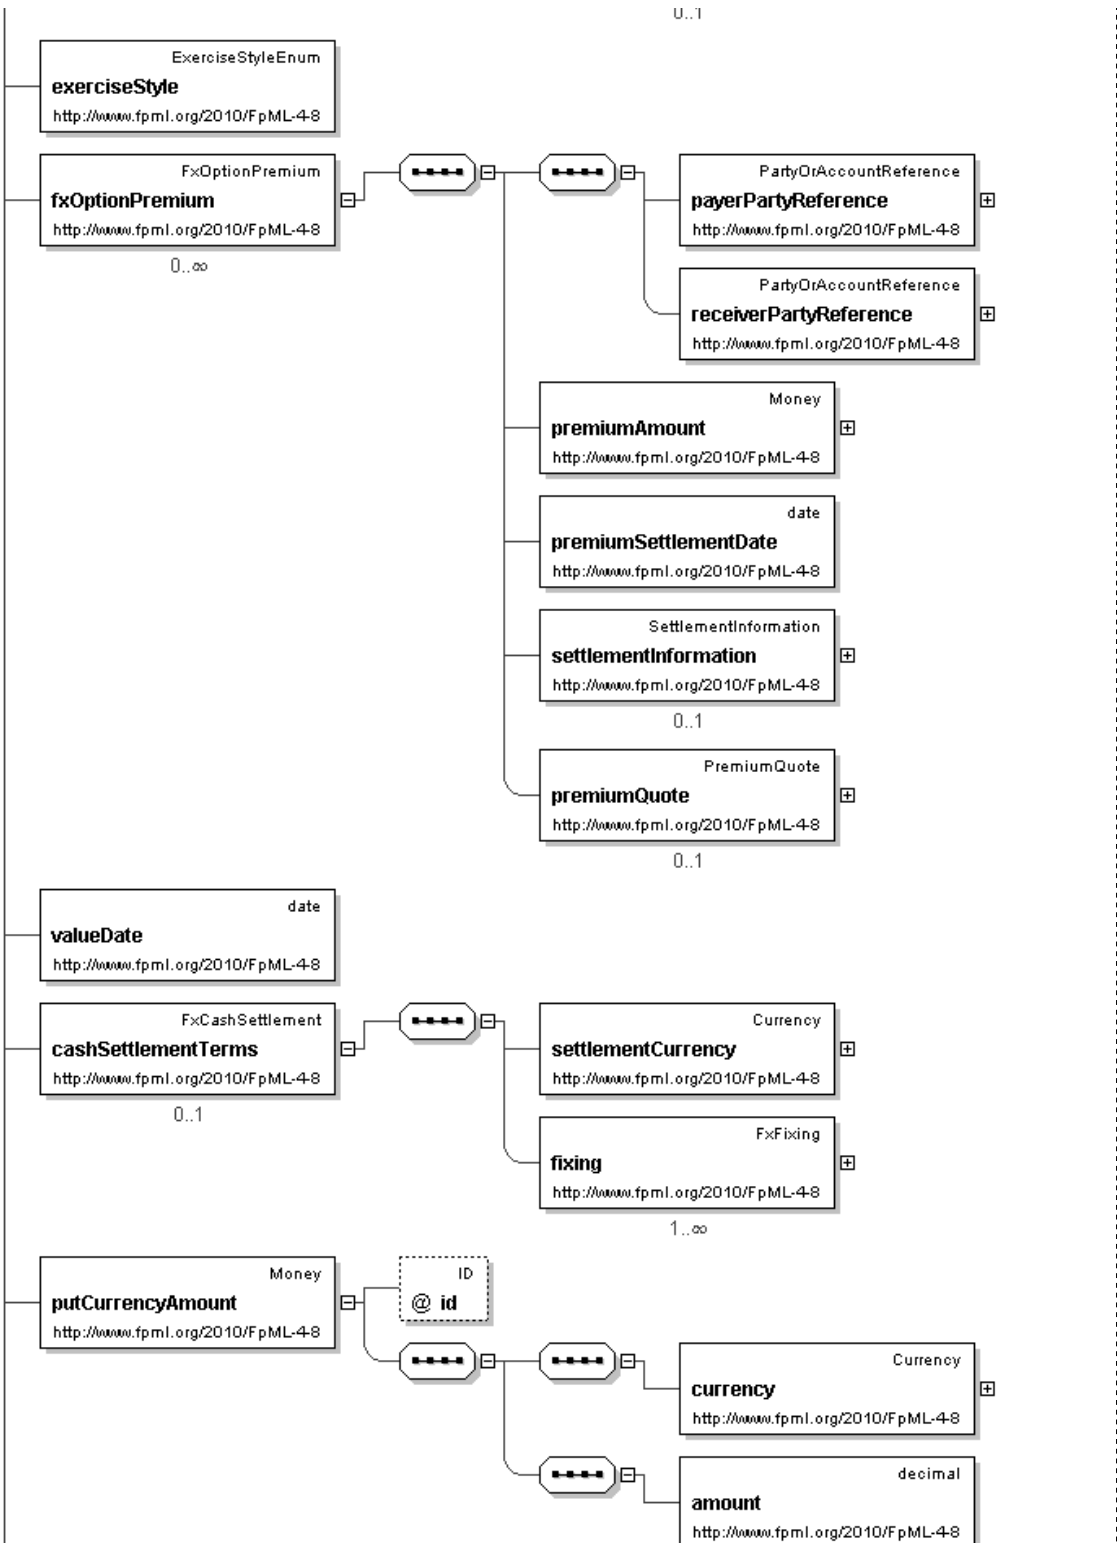 0..1
ExerciseStyleEnum
exerciseStyle
http://www.fpml.org/2010/FpML-4-8
FxOptionPremium
fxOptionPremium
http://www.fpml.org/2010/FpML-4-8
0..∞
PartyOrAccountReference
payerPartyReference
http://www.fpml.org/2010/FpML-4-8
PartyOrAccountReference
receiverPartyReference
http://www.fpml.org/2010/FpML-4-8
Money
premiumAmount
http://www.fpml.org/2010/FpML-4-8
date
premiumSettlementDate
http://www.fpml.org/2010/FpML-4-8
SettlementInformation
settlementInformation
http://www.fpml.org/2010/FpML-4-8
0..1
PremiumQuote
premiumQuote
http://www.fpml.org/2010/FpML-4-8
0..1
date
valueDate
http://www.fpml.org/2010/FpML-4-8
FxCashSettlement
cashSettlementTerms
http://www.fpml.org/2010/FpML-4-8
0..1
Currency
settlementCurrency
http://www.fpml.org/2010/FpML-4-8
FxFixing
fixing
http://www.fpml.org/2010/FpML-4-8
1..∞
Money
putCurrencyAmount
http://www.fpml.org/2010/FpML-4-8
ID
@ id
Currency
currency
http://www.fpml.org/2010/FpML-4-8
decimal
amount
http://www.fpml.org/2010/FpML-4-8